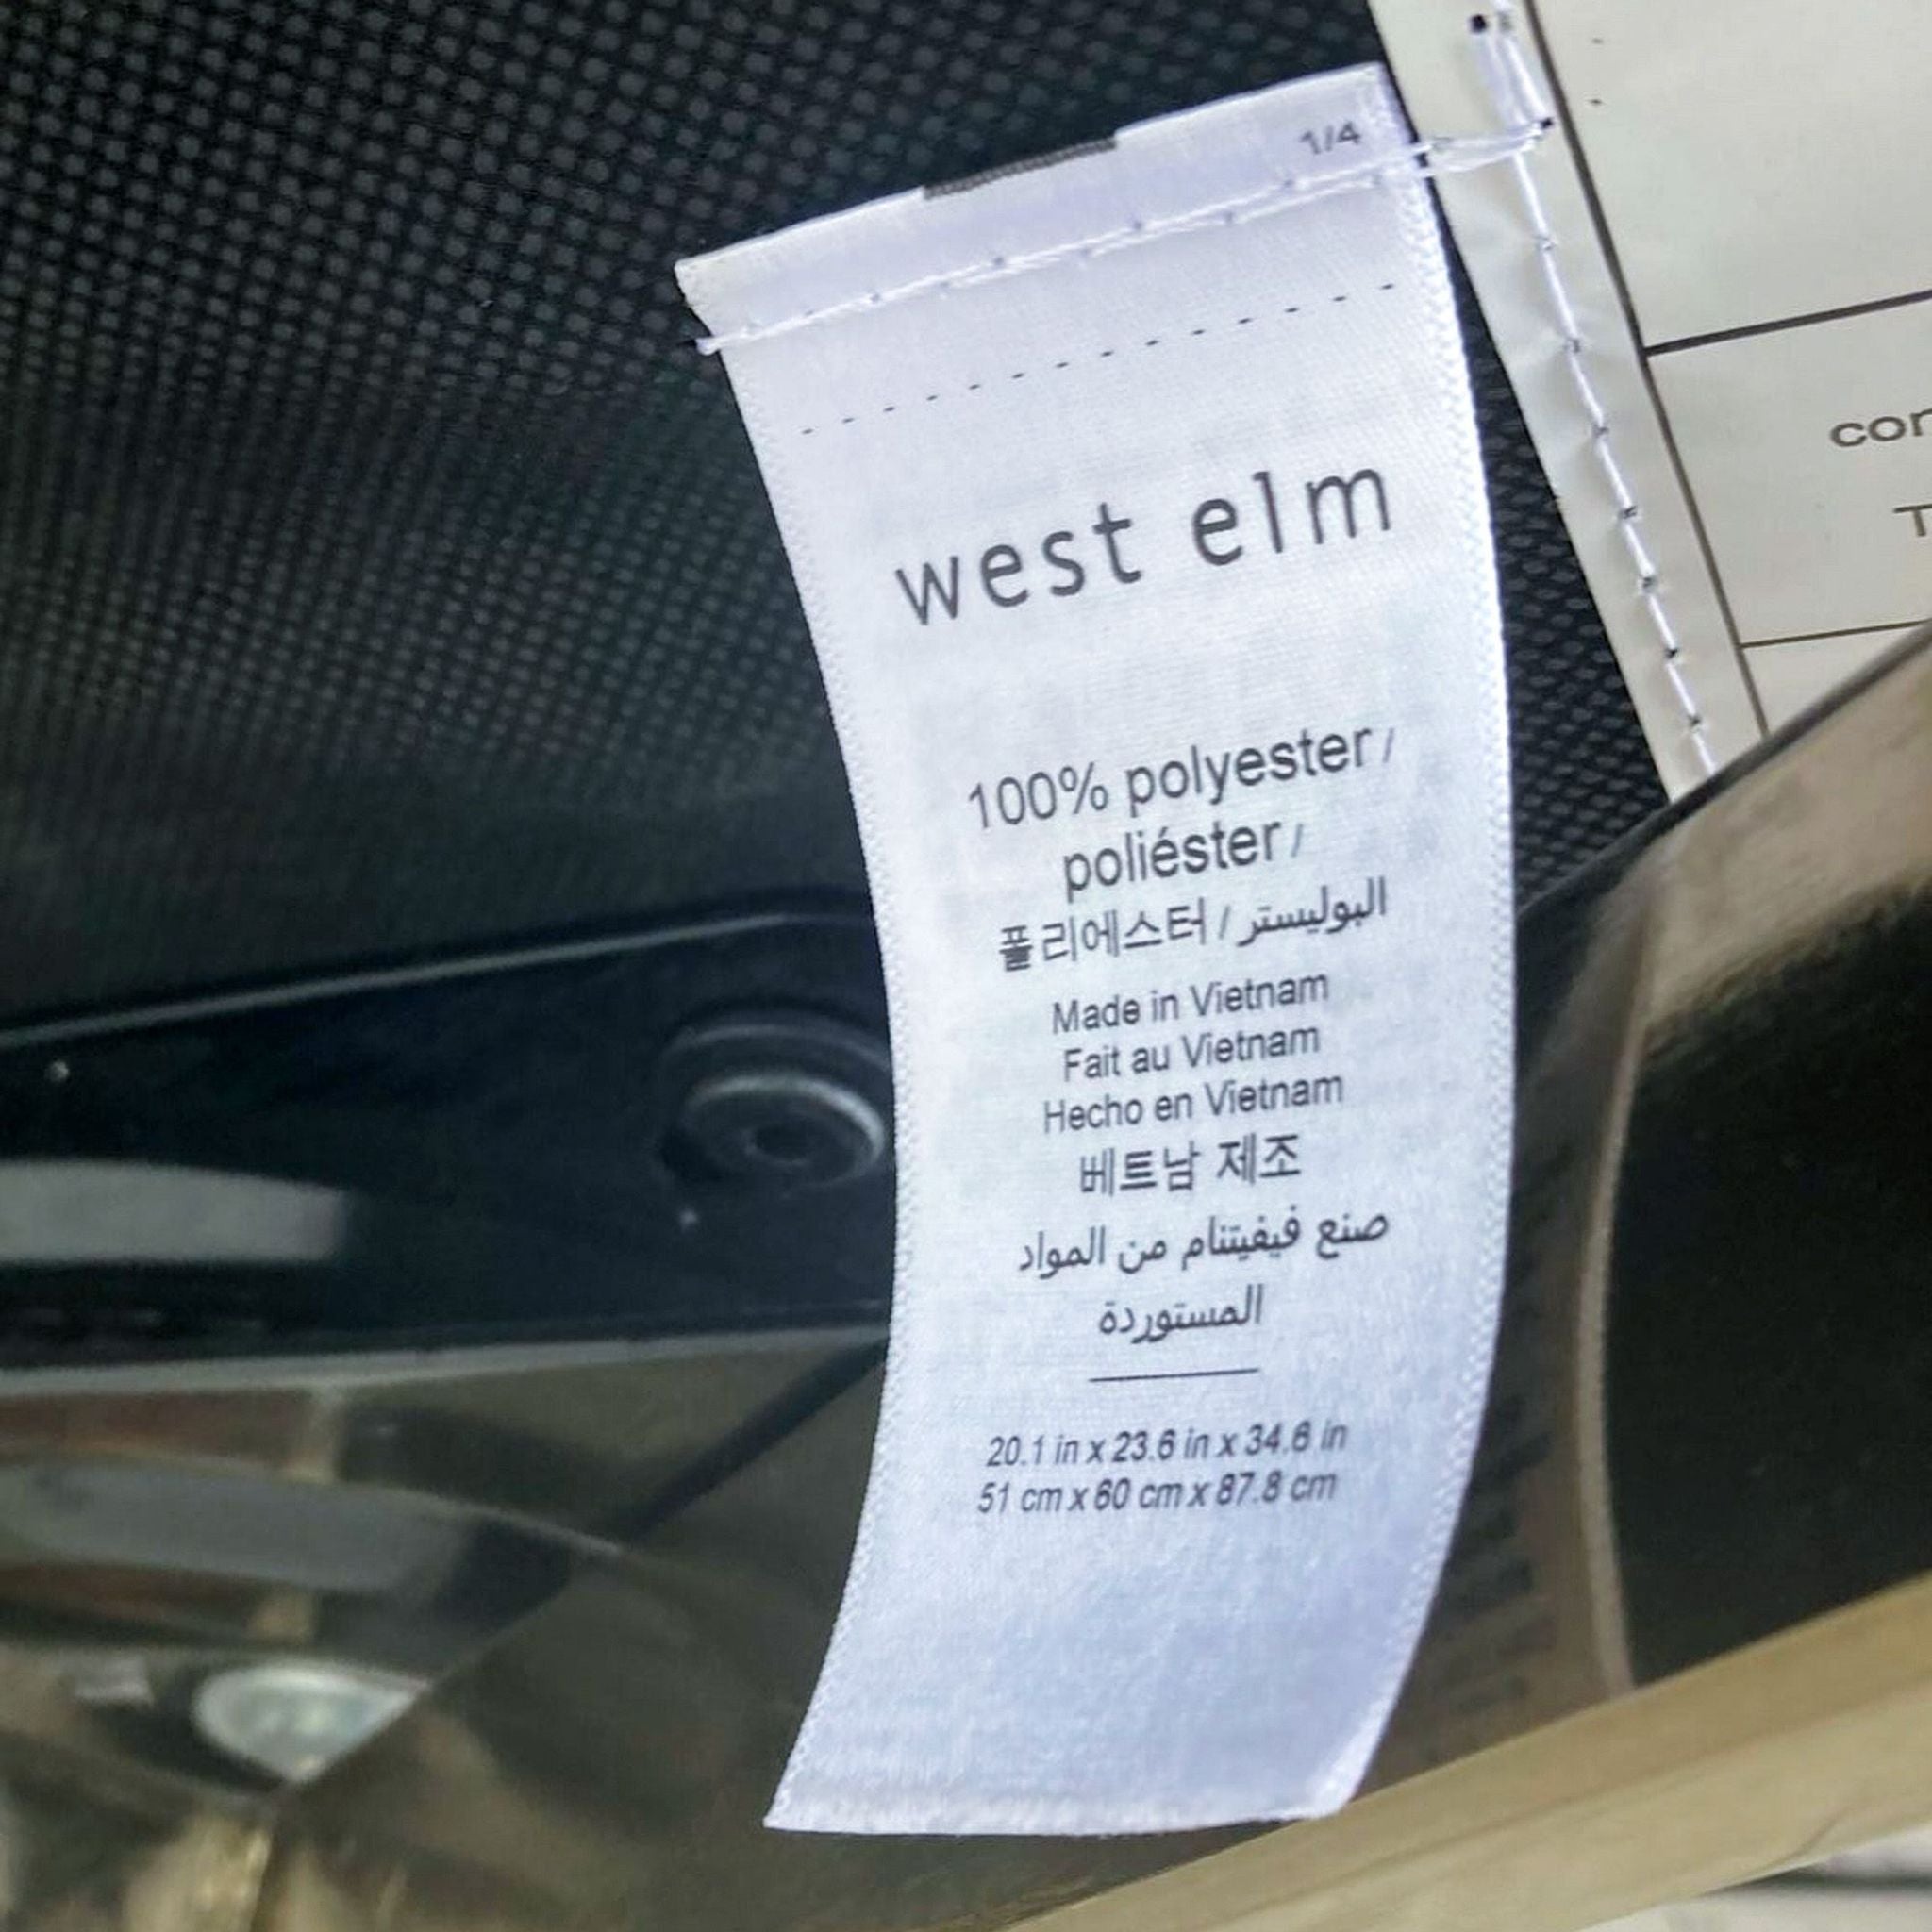 1/4
west elm
100% polyester /
poliéster /
폴리에스터 / البوليستر
Made in Vietnam
Fait au Vietnam
Hecho en Vietnam
베트남 제조
صنع فيفيتنام من المواد
المستوردة
20.1 in x 23.6 in x 34.6 in
51 cm x 60 cm x 87.8 cm